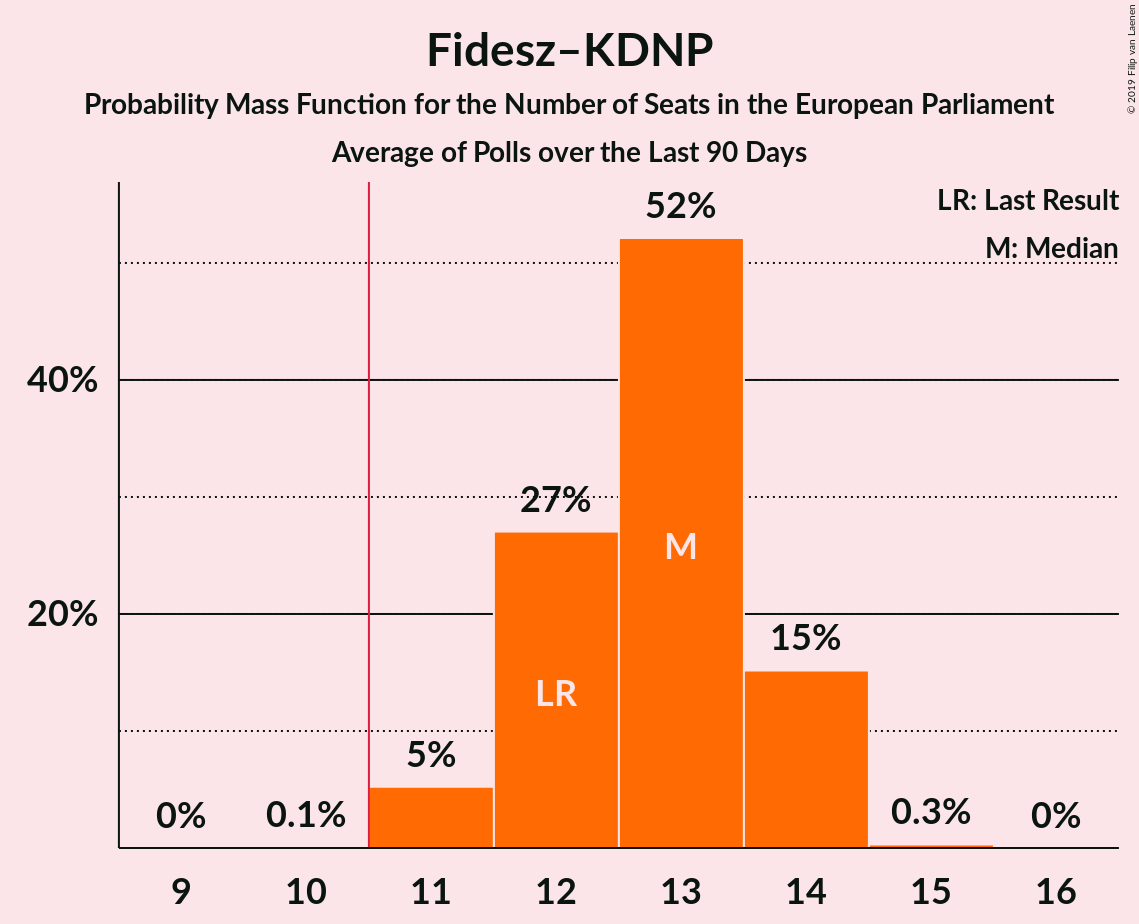 © 2019 Filip van Laenen
Fidesz–KDNP
Probability Mass Function for the Number of Seats in the European Parliament
Average of Polls over the Last 90 Days
LR: Last Result
M: Median
52%
40%
27%
M
20%
15%
LR
5%
0%
0.1%
0.3%
0%
9 10 11 12 13 14 15 16